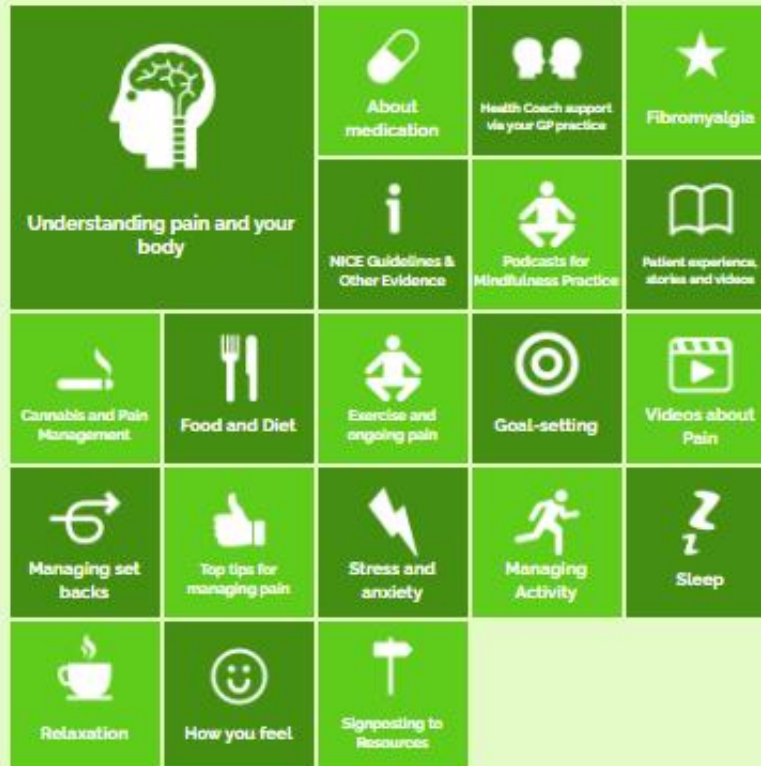 Understanding pain and your
body
About
medication
Health Coach support
via your GP practice
Fibromyalgia
NICE Guidelines &
Other Evidence
Podcasts for
Mindfulness Practice
Patient experience,
stories and videos
Cannabis and Pain
Management
Food and Diet
Exercise and
ongoing pain
Goal-setting
Videos about
Pain
Managing set
backs
Top tips for
managing pain
Stress and
anxiety
Managing
Activity
Sleep
Relaxation
How you feel
Signposting to
Resources